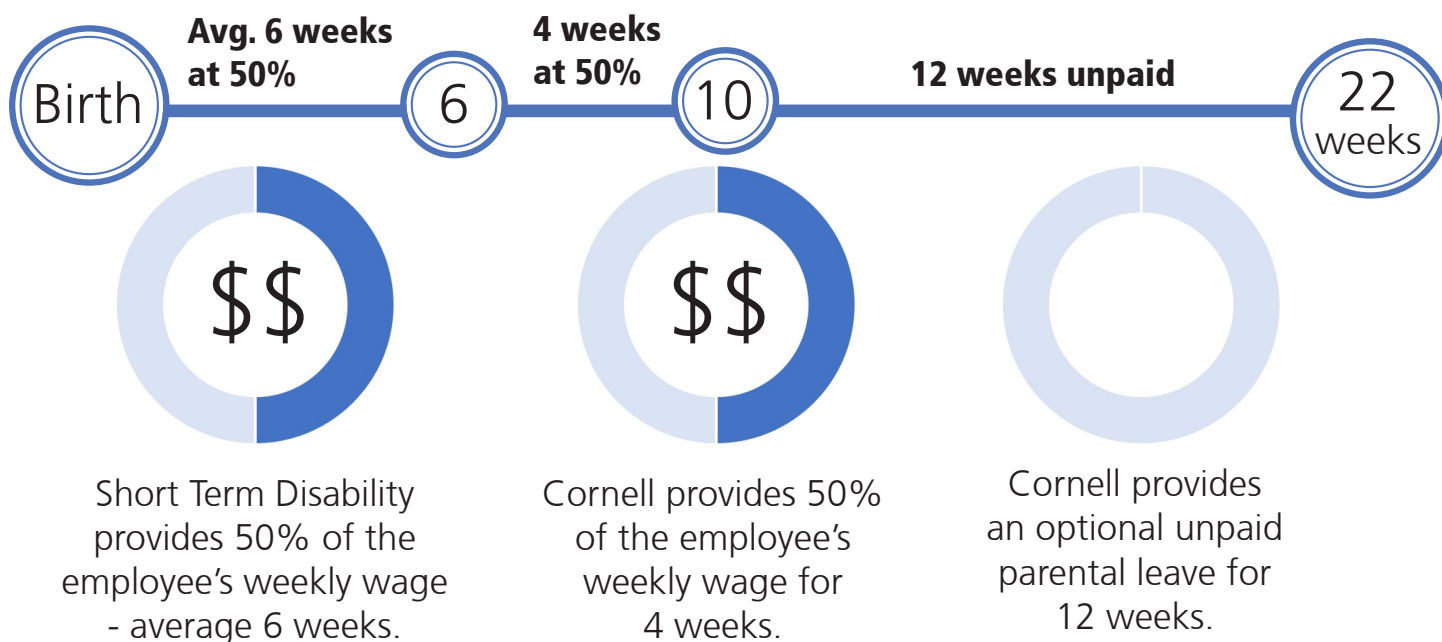 Avg. 6 weeks
at 50%
4 weeks
at 50%
12 weeks unpaid
Birth
6
10
22
weeks
$$
$$
Short Term Disability
provides 50% of the
employee's weekly wage
- average 6 weeks.
Cornell provides 50%
of the employee's
weekly wage for
4 weeks.
Cornell provides
an optional unpaid
parental leave for
12 weeks.